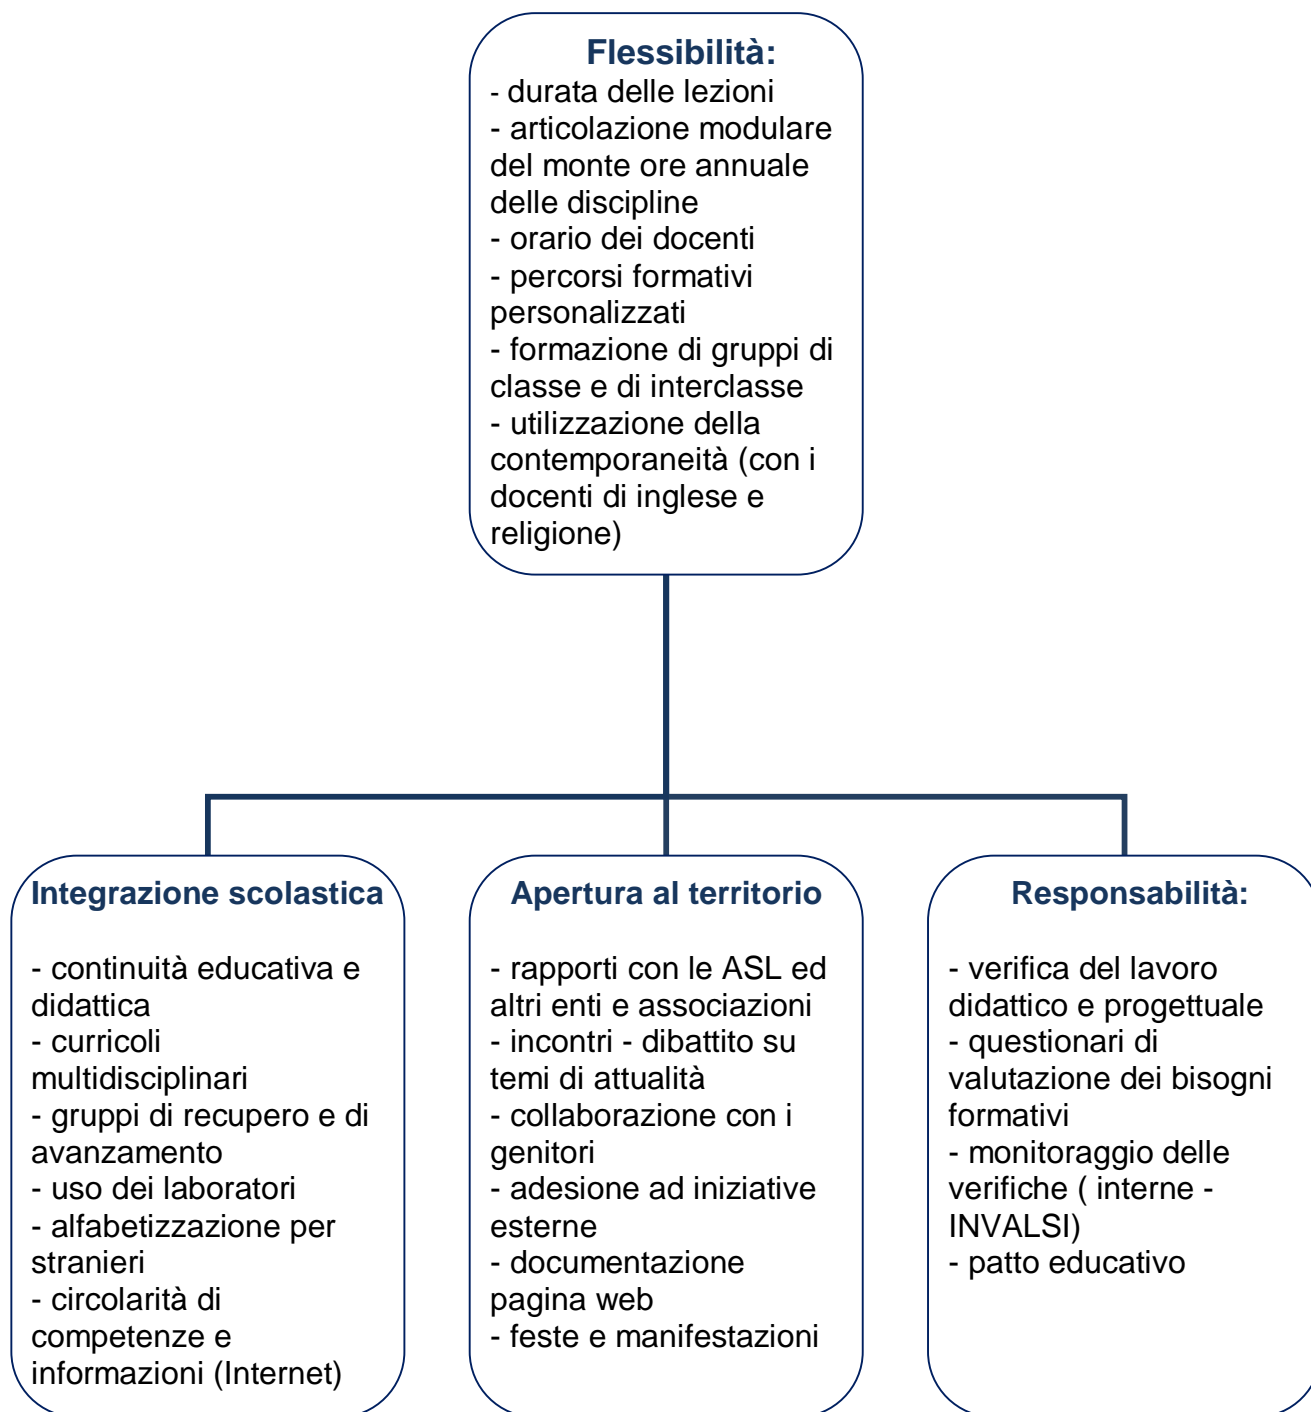 Flessibilità:
- durata delle lezioni
- articolazione modulare
del monte ore annuale
delle discipline
- orario dei docenti
- percorsi formativi
personalizzati
- formazione di gruppi di
classe e di interclasse
- utilizzazione della
contemporaneità (con i
docenti di inglese e
religione)
Integrazione scolastica
- continuità educativa e
didattica
- curricoli
multidisciplinari
- gruppi di recupero e di
avanzamento
- uso dei laboratori
- alfabetizzazione per
stranieri
- circolarità di
competenze e
informazioni (Internet)
Apertura al territorio
- rapporti con le ASL ed
altri enti e associazioni
- incontri - dibattito su
temi di attualità
- collaborazione con i
genitori
- adesione ad iniziative
esterne
- documentazione
pagina web
- feste e manifestazioni
Responsabilità:
- verifica del lavoro
didattico e progettuale
- questionari di
valutazione dei bisogni
formativi
- monitoraggio delle
verifiche ( interne -
INVALSI)
- patto educativo